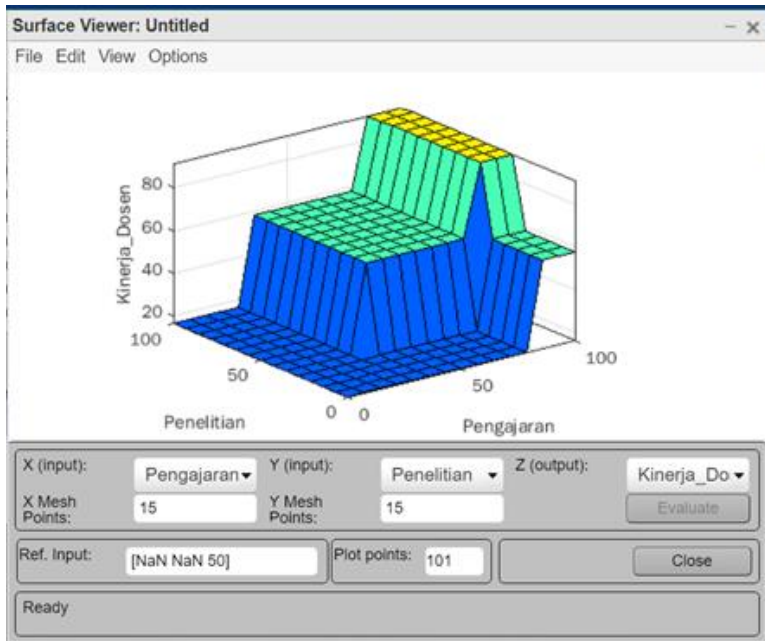 Surface Viewer: Untitled
File Edit View Options
Kinerja_Dosen
80
60
40
20
100
50
0
Penelitian
0
50
100
Pengajaran
X (input):
Pengajaran
Y (input):
Penelitian
Z (output):
Kinerja_Do
X Mesh
Points:
15
Y Mesh
Points:
15
Evaluate
Ref. Input:
[NaN NaN 50]
Plot points:
101
Close
Ready